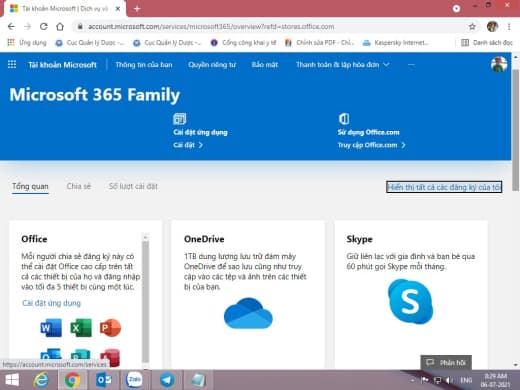 Tài khoản Microsoft | Dịch vụ và
account.microsoft.com/services/microsoft365/overview?refd=stores.office.com
Ứng dụng
Cục Quản lý Dược -...
Cục Quản lý Dược -...
Cổng công khai y tế
Chỉnh sửa PDF - Chỉ...
Kaspersky Internet...
Danh sách đọc
Tài khoản Microsoft
Thông tin của bạn
Quyền riêng tư
Bảo mật
Thanh toán & lập hóa đơn
Microsoft 365 Family
Cài đặt ứng dụng
Cài đặt >
Sử dụng Office.com
Truy cập Office.com >
Tổng quan
Chia sẻ
Số lượt cài đặt
Hiển thị tất cả các đăng ký của tôi
Office
Mỗi người chia sẻ đăng ký này có
thể cài đặt Office cao cấp trên tất
cả các thiết bị của họ và đăng nhập
vào tối đa 5 thiết bị cùng một lúc.
Cài đặt ứng dụng
OneDrive
1TB dung lượng lưu trữ đám mây
OneDrive để sao lưu cũng như truy
cập vào các tệp và ảnh trên các thiết
bị của bạn.
Skype
Giữ liên lạc với gia đình và bạn bè qua
60 phút gọi Skype mỗi tháng.
https://account.microsoft.com/services
Phản hồi
Zalo
ENG
8:29 AM
06-07-2021